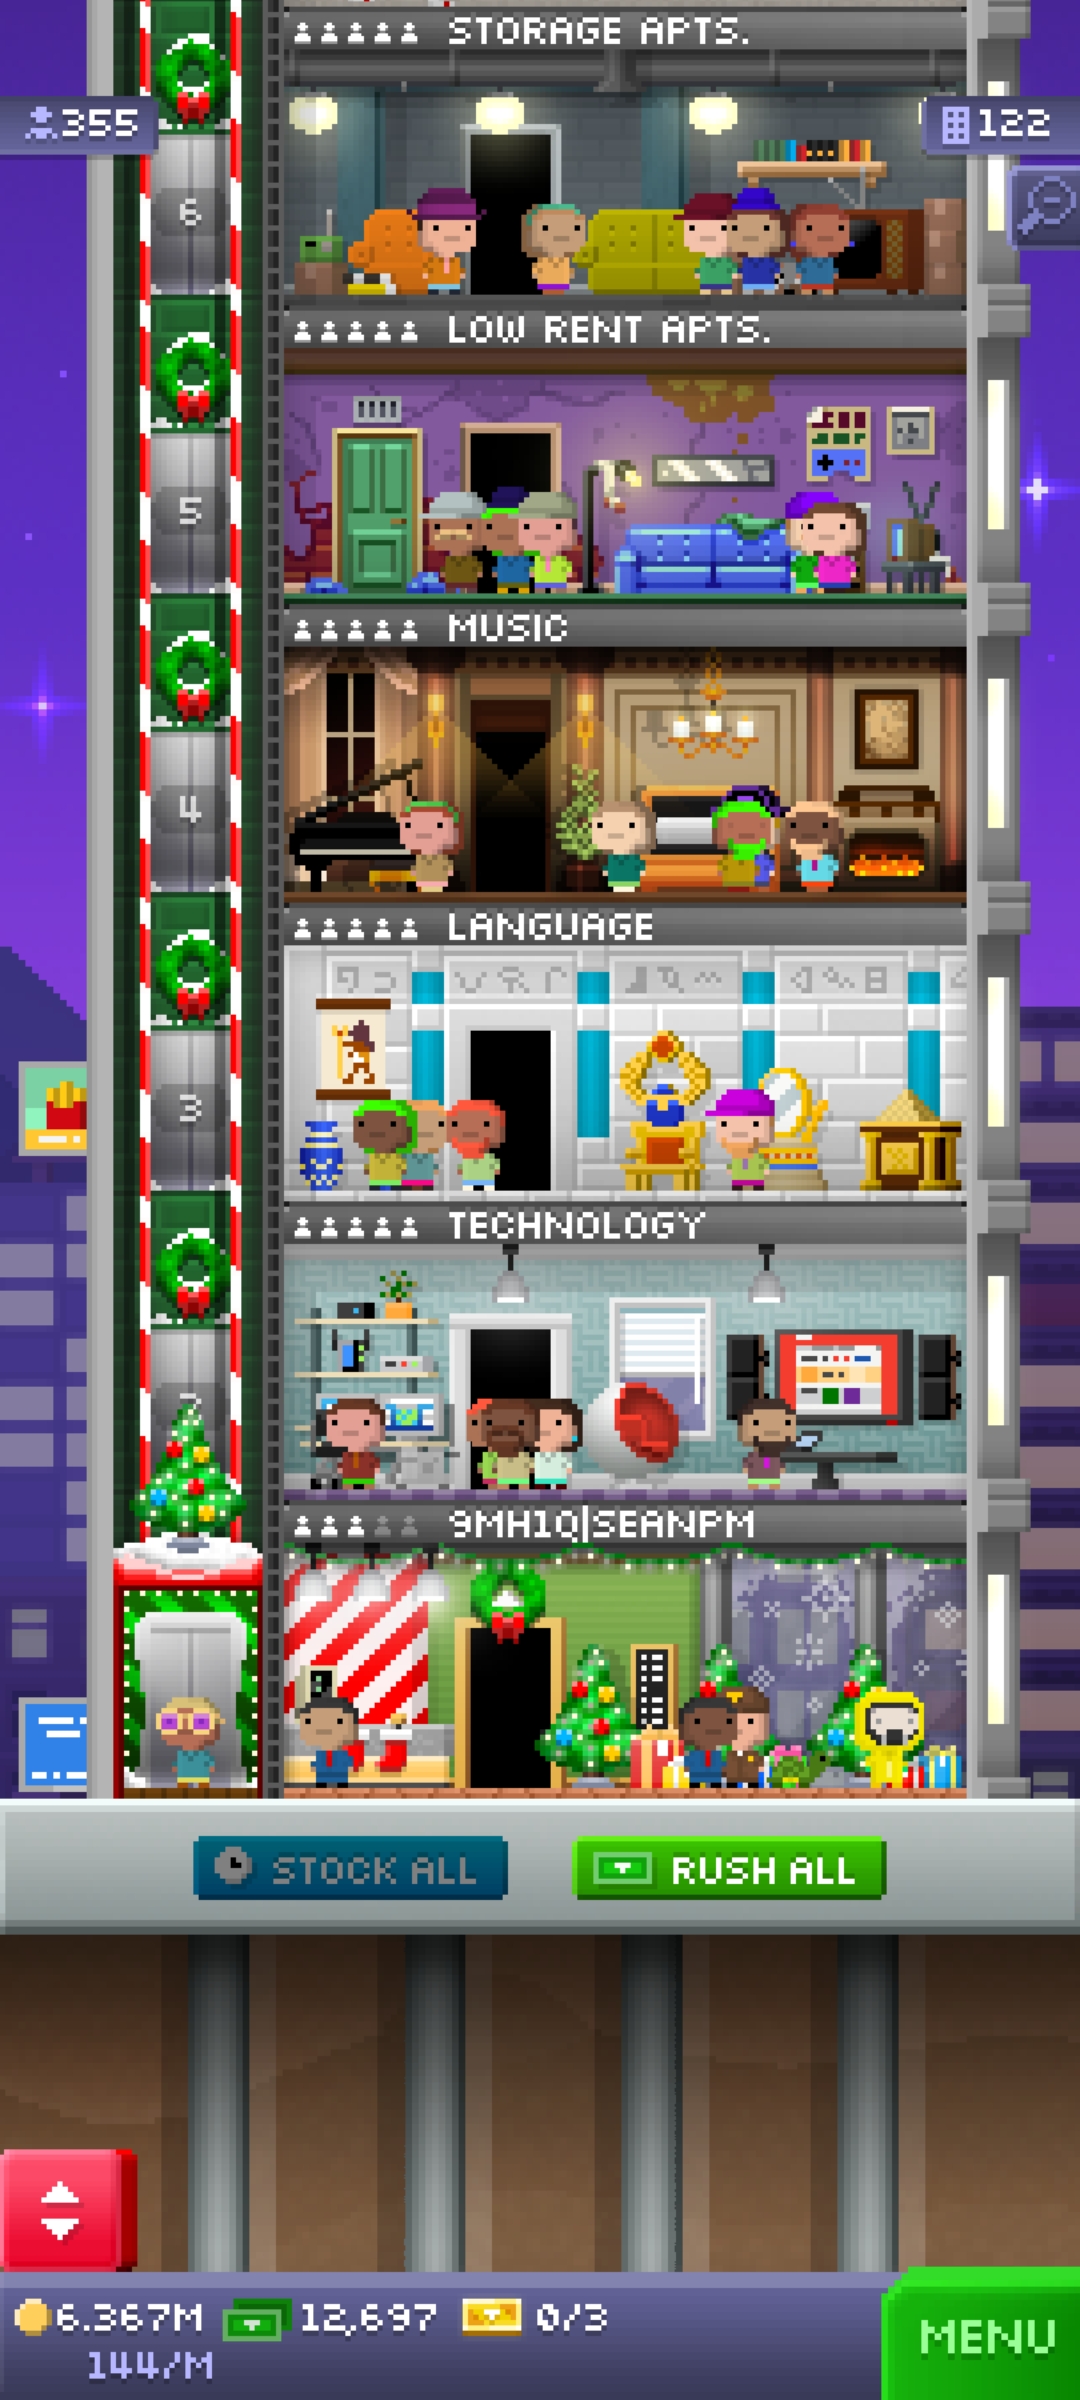 STORAGE APTS.
355
122
6
LOW RENT APTS.
5
MUSIC
4
LANGUAGE
3
TECHNOLOGY
9MH1Q|SEANPM
STOCK ALL
RUSH ALL
6.367M
12,697
0/3
144/M
MENU